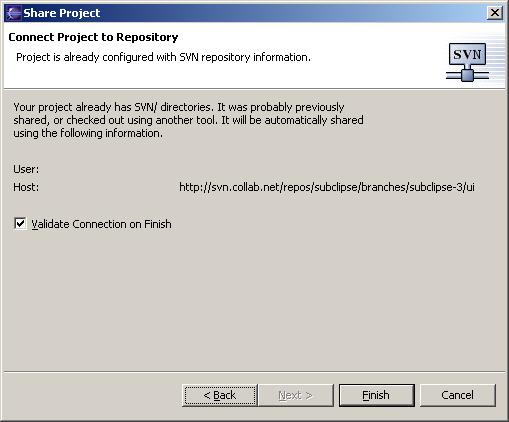 Share Project
Connect Project to Repository
Project is already configured with SVN repository information.
SVN
Your project already has SVN/ directories. It was probably previously
shared, or checked out using another tool. It will be automatically shared
using the following information.
User:
Host: http://svn.collab.net/repos/subclipse/branches/subclipse-3/ui
Validate Connection on Finish
< Back Next > Finish Cancel